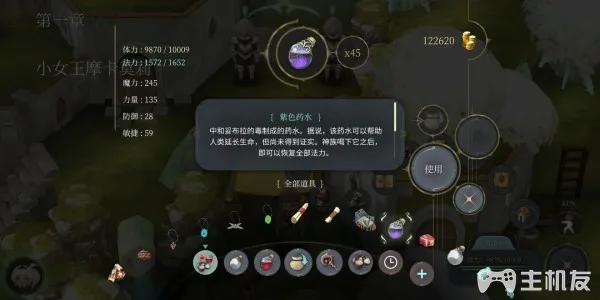 第一章
小女王摩卡莫莉
体力 : 9870 / 10009
法力 : 1572 / 1652
魔力 : 245
力量 : 135
防御 : 28
敏捷 : 59
x45
122620
[ 紫色药水 ]
中和妥布拉的毒制成的药水。据说，该药水可以帮助
人类延长生命，但尚未得到证实。神族喝下它之后，
即可以恢复全部法力。
使用
[ 全部道具 ]
主机友